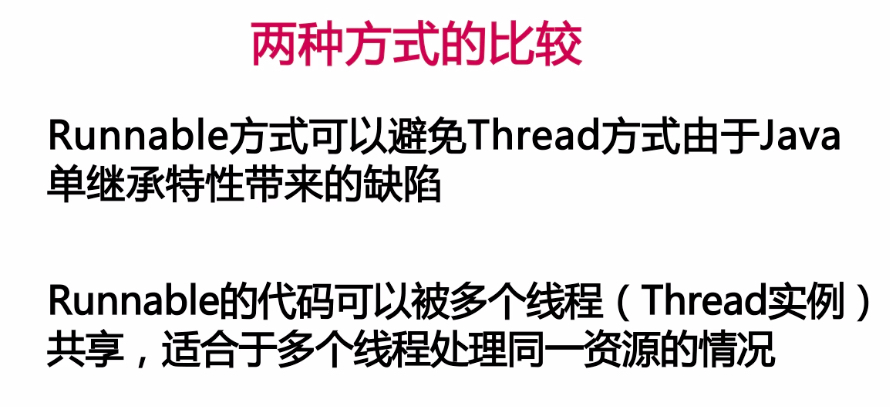 两种方式的比较
Runnable方式可以避免Thread方式由于Java
单继承特性带来的缺陷
Runnable的代码可以被多个线程（Thread实例）
共享，适合于多个线程处理同一资源的情况